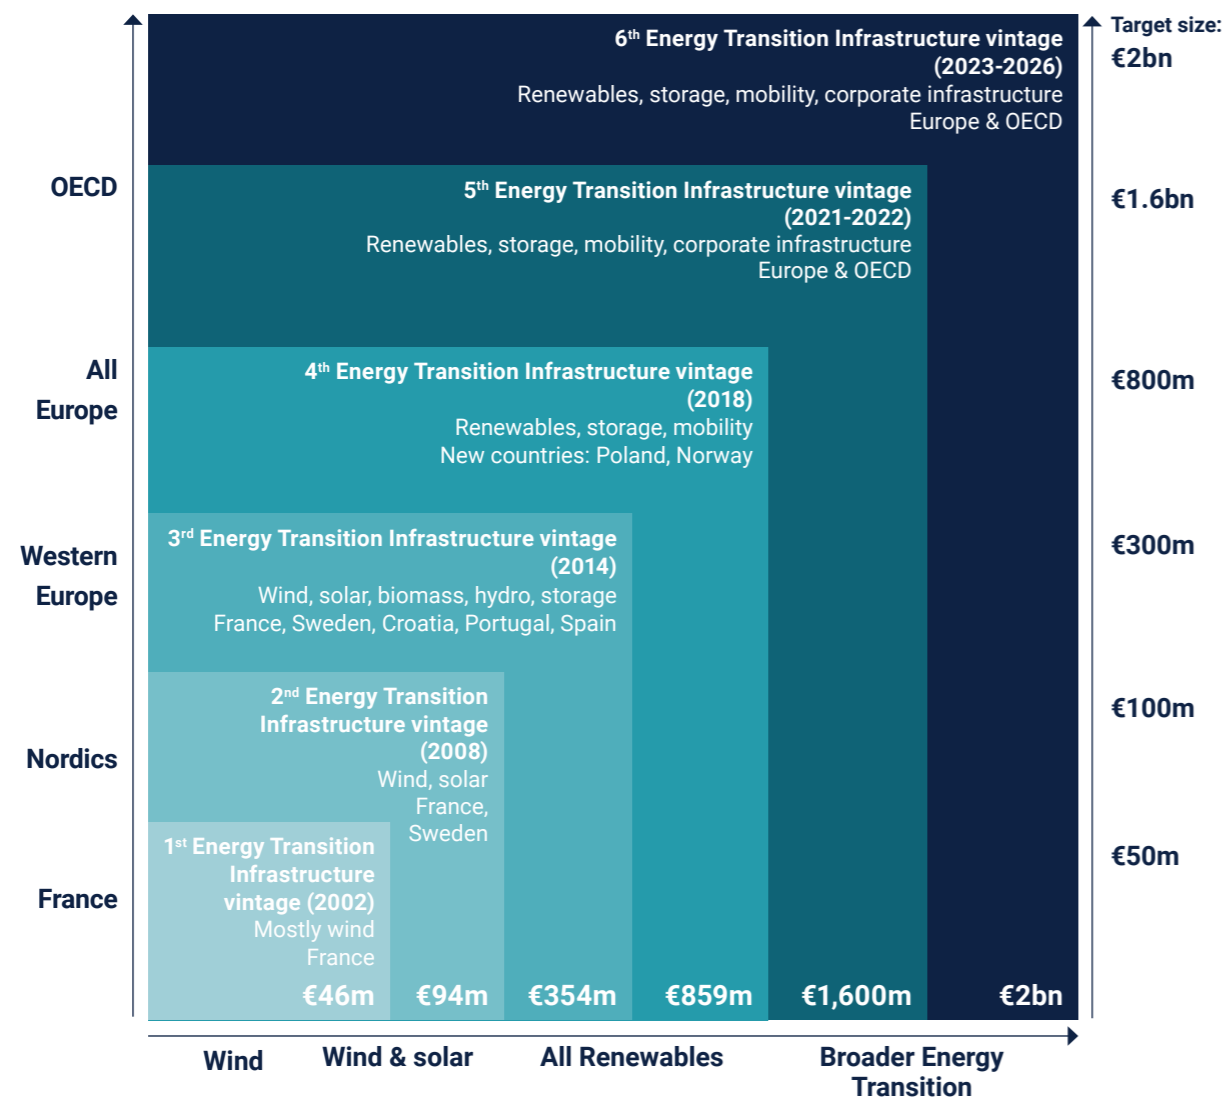 Target size:
€2bn
6th Energy Transition Infrastructure vintage
(2023-2026)
Renewables, storage, mobility, corporate infrastructure
Europe & OECD
OECD
€1.6bn
5th Energy Transition Infrastructure vintage
(2021-2022)
Renewables, storage, mobility, corporate infrastructure
Europe & OECD
All
Europe
€800m
4th Energy Transition Infrastructure vintage
(2018)
Renewables, storage, mobility
New countries: Poland, Norway
Western
Europe
€300m
3rd Energy Transition Infrastructure vintage
(2014)
Wind, solar, biomass, hydro, storage
France, Sweden, Croatia, Portugal, Spain
Nordics
€100m
2nd Energy Transition
Infrastructure vintage
(2008)
Wind, solar
France,
Sweden
France
€50m
1st Energy Transition
Infrastructure
vintage (2002)
Mostly wind
France
€46m
€94m
€354m
€859m
€1,600m
€2bn
Wind
Wind & solar
All Renewables
Broader Energy
Transition